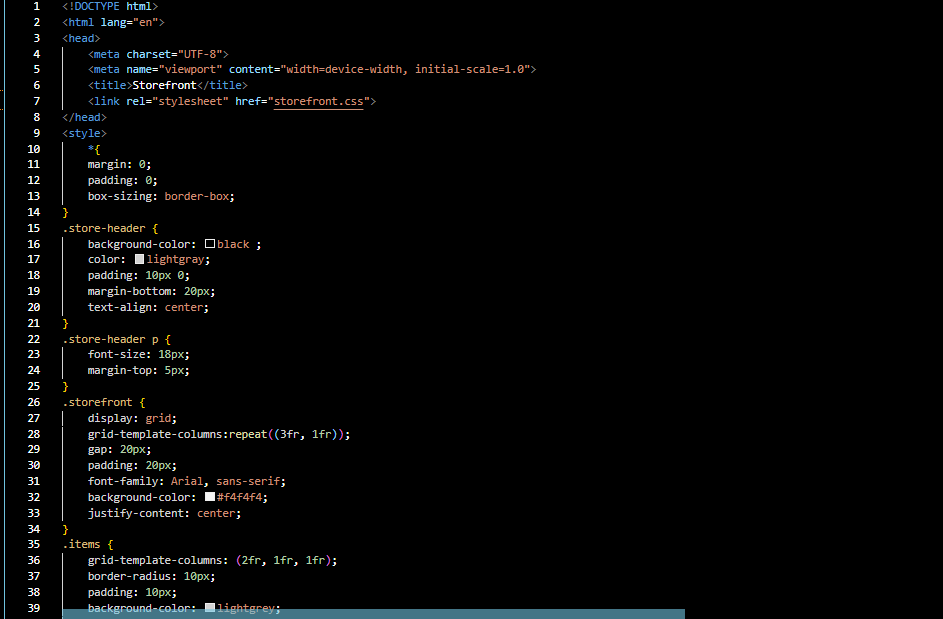 1 <!DOCTYPE html>
2 <html lang="en">
3 <head>
4 <meta charset="UTF-8">
5 <meta name="viewport" content="width=device-width, initial-scale=1.0">
6 <title>Storefront</title>
7 <link rel="stylesheet" href="storefront.css">
8 </head>
9 <style>
10 *{
11 margin: 0;
12 padding: 0;
13 box-sizing: border-box;
14 }
15 .store-header {
16 background-color: black ;
17 color: lightgray;
18 padding: 10px 0;
19 margin-bottom: 20px;
20 text-align: center;
21 }
22 .store-header p {
23 font-size: 18px;
24 margin-top: 5px;
25 }
26 .storefront {
27 display: grid;
28 grid-template-columns:repeat((3fr, 1fr));
29 gap: 20px;
30 padding: 20px;
31 font-family: Arial, sans-serif;
32 background-color: #f4f4f4;
33 justify-content: center;
34 }
35 .items {
36 grid-template-columns: (2fr, 1fr, 1fr);
37 border-radius: 10px;
38 padding: 10px;
39 background-color: lightgrey;